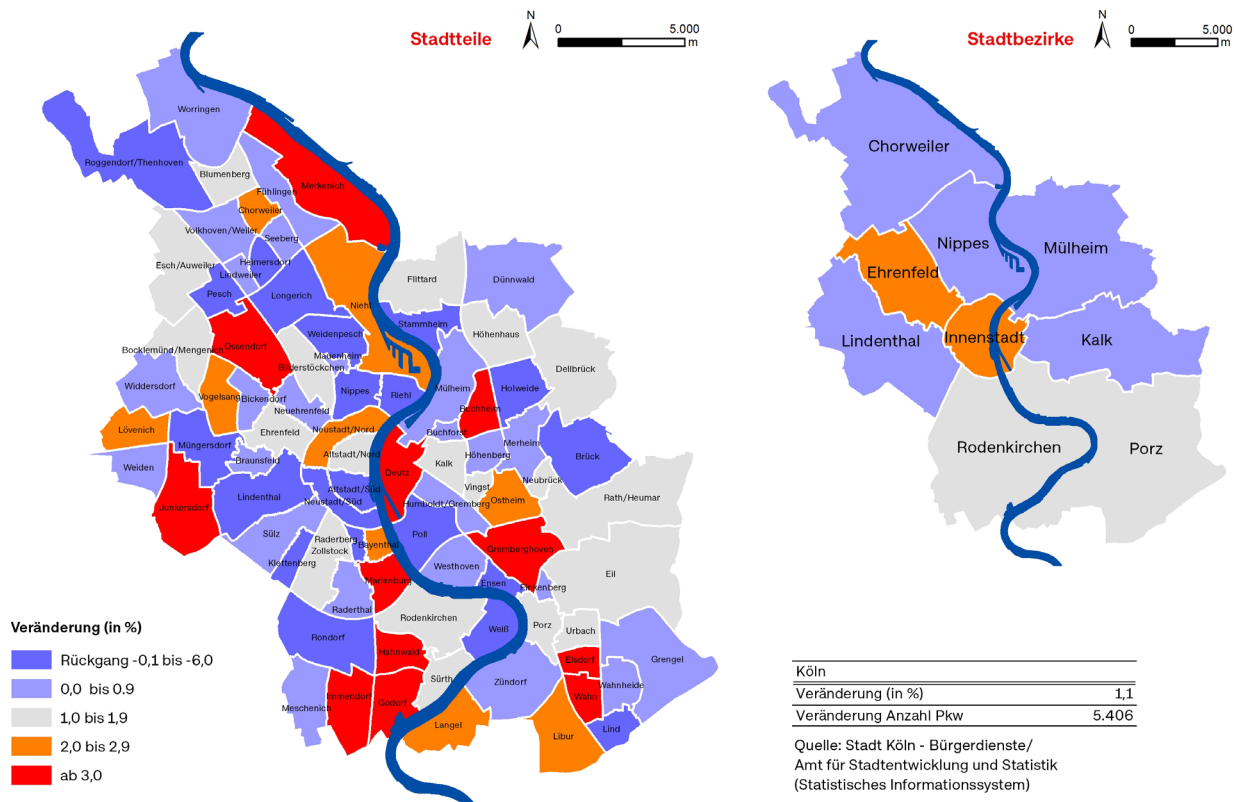 Stadtteile
N
0 5.000
m
Stadtbezirke
N
0 5.000
m
Worringen
Roggendorf/Thenhoven
Blumenberg
Merkenich
Fühlingen
Chorweiler
Volkhoven/Weiler
Seeberg
Esch/Auweiler
Heimersdorf
Lindweiler
Pesch
Longerich
Niehl
Flittard
Dünnwald
Stammheim
Höhenhaus
Weidenpesch
Ossendorf
Mauenheim
Bocklemünd/Mengenich
Bilderstöckchen
Dellbrück
Widdersdorf
Vogelsang
Bickendorf
Nippes
Riehl
Mülheim
Holweide
Buchheim
Neuehrenfeld
Lövenich
Ehrenfeld
Neustadt/Nord
Buchforst
Müngersdorf
Altstadt/Nord
Merheim
Höhenberg
Brück
Braunsfeld
Weiden
Deutz
Kalk
Neubrück
Vingst
Lindenthal
Altstadt/Süd
Neustadt/Süd
Humboldt/Gremberg
Ostheim
Rath/Heumar
Junkersdorf
Sülz
Raderberg
Zollstock
Bayenthal
Poll
Gremberghoven
Klettenberg
Marienburg
Westhoven
Ensen
Finkenberg
Eil
Raderthal
Rodenkirchen
Porz
Urbach
Weiß
Rondorf
Hahnwald
Elsdorf
Grengel
Sürth
Zündorf
Wahnheide
Wahn
Immendorf
Godorf
Meschenich
Langel
Libur
Lind
Chorweiler
Nippes
Mülheim
Ehrenfeld
Lindenthal
Innenstadt
Kalk
Rodenkirchen
Porz
Veränderung (in %)
Rückgang -0,1 bis -6,0
0,0 bis 0.9
1,0 bis 1,9
2,0 bis 2,9
ab 3,0
Köln
Veränderung (in %) 1,1
Veränderung Anzahl Pkw 5.406
Quelle: Stadt Köln - Bürgerdienste/
Amt für Stadtentwicklung und Statistik
(Statistisches Informationssystem)